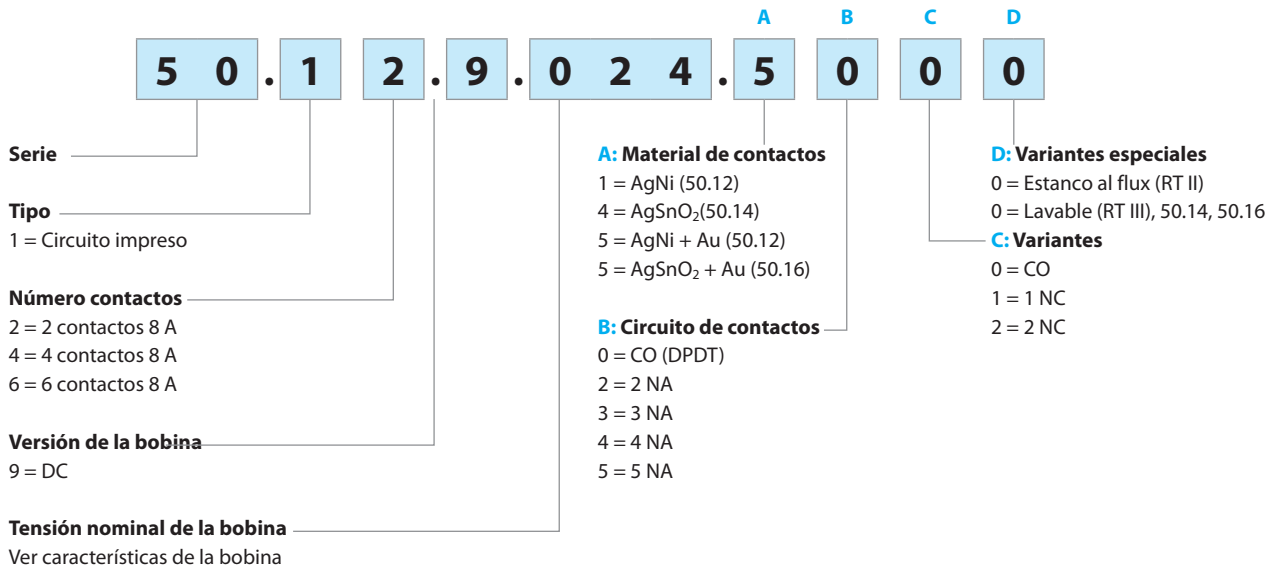 A B C D
5 0 . 1 2 . 9 . 0 2 4 . 5 0 0 0
Serie
Tipo
1 = Circuito impreso
Número contactos
2 = 2 contactos 8 A
4 = 4 contactos 8 A
6 = 6 contactos 8 A
Versión de la bobina
9 = DC
Tensión nominal de la bobina
Ver características de la bobina
A: Material de contactos
1 = AgNi (50.12)
4 = AgSnO₂(50.14)
5 = AgNi + Au (50.12)
5 = AgSnO₂ + Au (50.16)
B: Circuito de contactos
0 = CO (DPDT)
2 = 2 NA
3 = 3 NA
4 = 4 NA
5 = 5 NA
D: Variantes especiales
0 = Estanco al flux (RT II)
0 = Lavable (RT III), 50.14, 50.16
C: Variantes
0 = CO
1 = 1 NC
2 = 2 NC